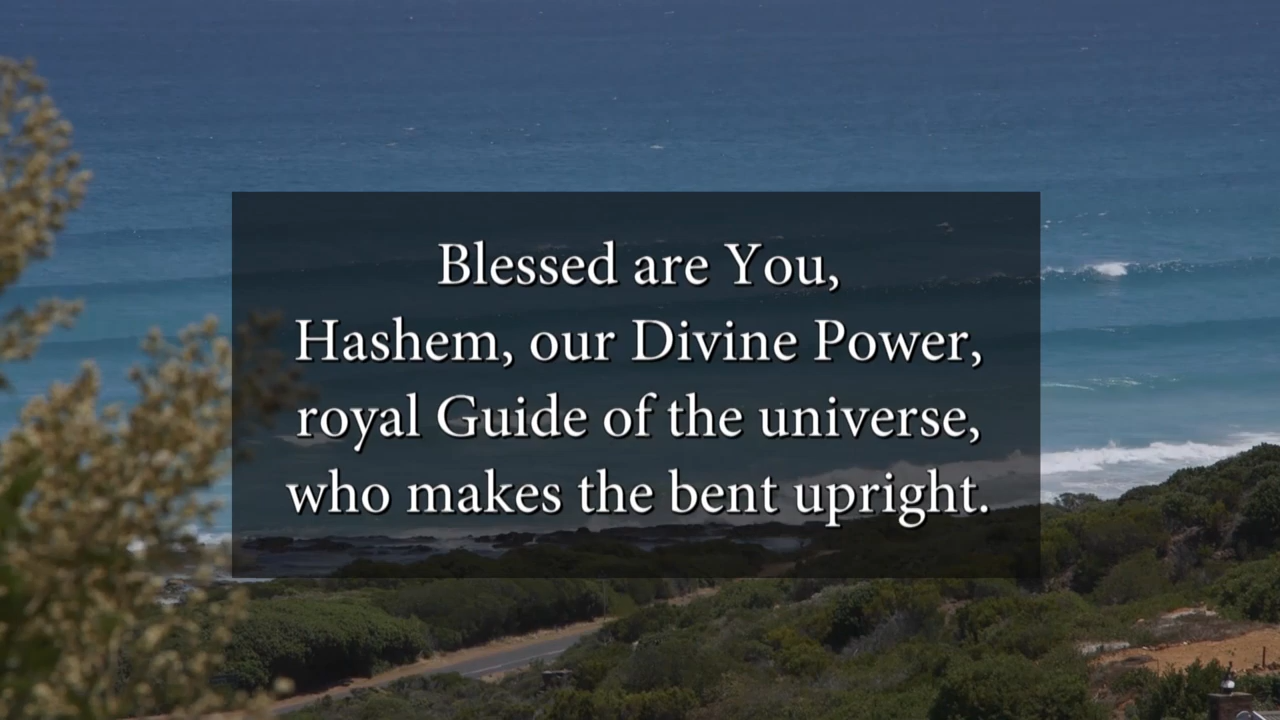 Blessed are You,
Hashem, our Divine Power,
royal Guide of the universe,
who makes the bent upright.